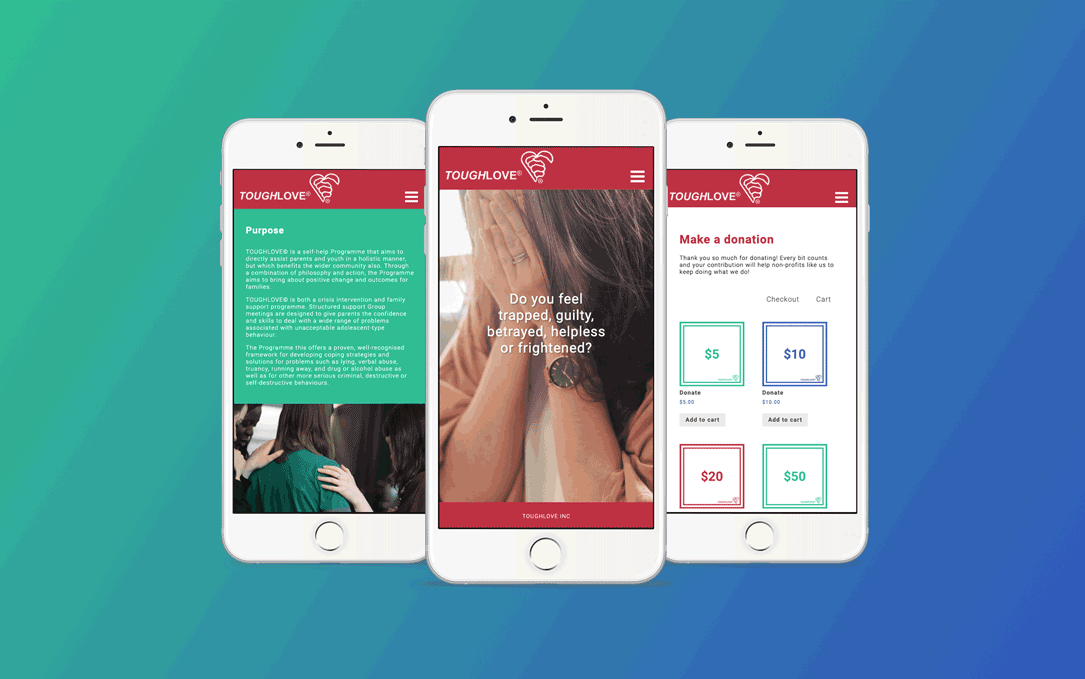 TOUGHLOVE®
Purpose
TOUGHLOVE© is a self-help Programme that aims to
directly assist parents and youth in a holistic manner,
but which benefits the wider community also. Through
a combination of philosophy and action, the Programme
aims to bring about positive change and outcomes for
families.
TOUGHLOVE© is both a crisis intervention and family
support programme. Structured support Group
meetings are designed to give parents the confidence
and skills to deal with a wide range of problems
associated with unacceptable adolescent-type
behaviour.
The Programme this offers a proven, well-recognised
framework for developing coping strategies and
solutions for problems such as lying, verbal abuse,
truancy, running away, and drug or alcohol abuse as
well as for other more serious criminal, destructive or
self-destructive behaviours.
TOUGHLOVE®
Do you feel
trapped, guilty,
betrayed, helpless
or frightened?
TOUGHLOVE INC
TOUGHLOVE®
Make a donation
Thank you so much for donating! Every bit counts
and your contribution will help non-profits like us to
keep doing what we do!
Checkout Cart
$5 $10
Donate Donate
$5.00 $10.00
Add to cart Add to cart
$20 $50